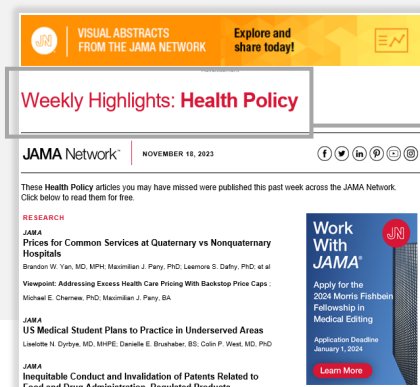 JN
VISUAL ABSTRACTS
FROM THE JAMA NETWORK
Explore and
share today!
Weekly Highlights: Health Policy
JAMA Network™
NOVEMBER 18, 2023
These Health Policy articles you may have missed were published this past week across the JAMA Network.
Click below to read them for free.
RESEARCH
JAMA
Prices for Common Services at Quaternary vs Nonquaternary
Hospitals
Brandon W. Yan, MD, MPH; Maximilian J. Pany, PhD; Leemore S. Dafny, PhD; et al
Viewpoint: Addressing Excess Health Care Pricing With Backstop Price Caps ;
Michael E. Chernew, PhD; Maximilian J. Pany, BA
JAMA
US Medical Student Plans to Practice in Underserved Areas
Liselotte N. Dyrbye, MD, MHPE; Danielle E. Brushaber, BS; Colin P. West, MD, PhD
JAMA
Inequitable Conduct and Invalidation of Patents Related to
Food and Drug Administration–Regulated Products
Work
With
JAMA®
JN
Apply for the
2024 Morris Fishbein
Fellowship in
Medical Editing
Application Deadline
January 1, 2024
Learn More